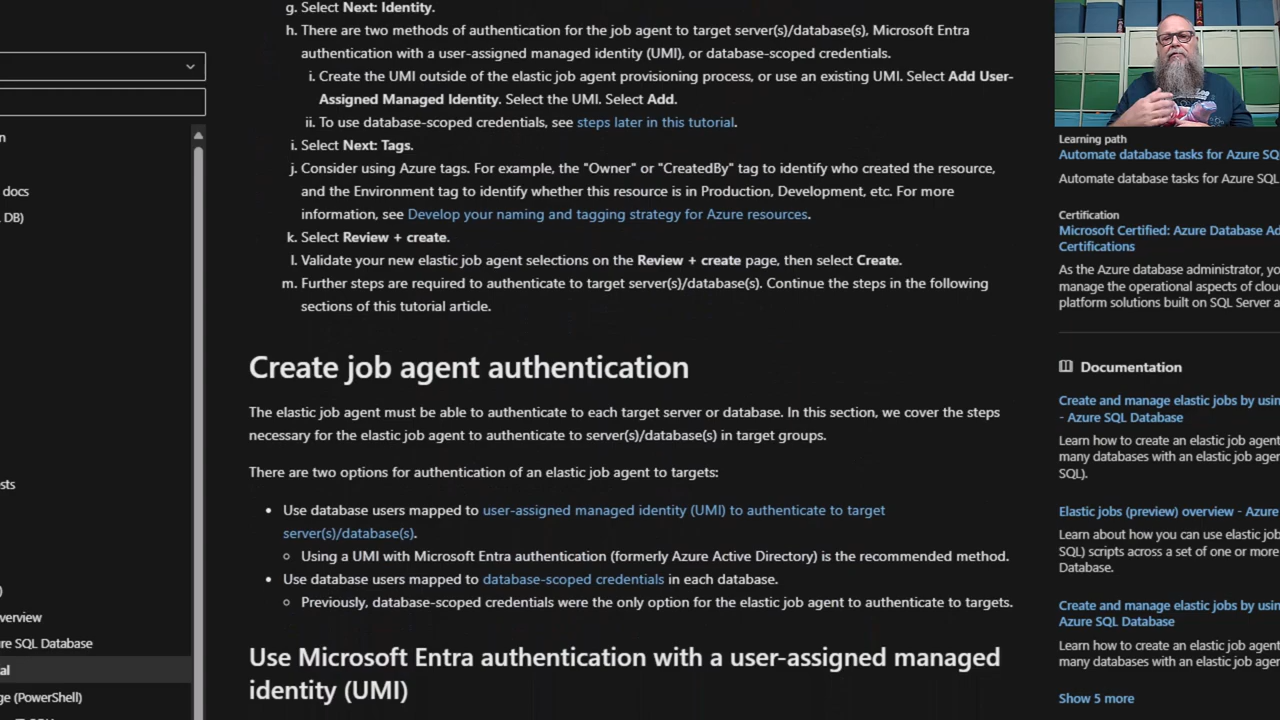 g. Select Next: Identity.
h. There are two methods of authentication for the job agent to target server(s)/database(s), Microsoft Entra
authentication with a user-assigned managed identity (UMI), or database-scoped credentials.
i. Create the UMI outside of the elastic job agent provisioning process, or use an existing UMI. Select Add User-
Assigned Managed Identity. Select the UMI. Select Add.
ii. To use database-scoped credentials, see steps later in this tutorial.
i. Select Next: Tags.
j. Consider using Azure tags. For example, the "Owner" or "CreatedBy" tag to identify who created the resource,
and the Environment tag to identify whether this resource is in Production, Development, etc. For more
information, see Develop your naming and tagging strategy for Azure resources.
k. Select Review + create.
l. Validate your new elastic job agent selections on the Review + create page, then select Create.
m. Further steps are required to authenticate to target server(s)/database(s). Continue the steps in the following
sections of this tutorial article.
Create job agent authentication
The elastic job agent must be able to authenticate to each target server or database. In this section, we cover the steps
necessary for the elastic job agent to authenticate to server(s)/database(s) in target groups.
There are two options for authentication of an elastic job agent to targets:
• Use database users mapped to user-assigned managed identity (UMI) to authenticate to target
server(s)/database(s).
○ Using a UMI with Microsoft Entra authentication (formerly Azure Active Directory) is the recommended method.
• Use database users mapped to database-scoped credentials in each database.
○ Previously, database-scoped credentials were the only option for the elastic job agent to authenticate to targets.
Use Microsoft Entra authentication with a user-assigned managed
identity (UMI)
n
docs
DB)
sts
)
verview
re SQL Database
al
ge (PowerShell)
Learning path
Automate database tasks for Azure SQ
Automate database tasks for Azure SQL
Certification
Microsoft Certified: Azure Database Ad
Certifications
As the Azure database administrator, yo
manage the operational aspects of cloud
platform solutions built on SQL Server a
Documentation
Create and manage elastic jobs by usin
- Azure SQL Database
Learn how to create an elastic job agent
many databases with an elastic job age
SQL).
Elastic jobs (preview) overview - Azure
Learn about how you can use elastic job
SQL) scripts across a set of one or more
Database.
Create and manage elastic jobs by usin
Azure SQL Database
Learn how to create an elastic job agent
many databases with an elastic job agen
Show 5 more